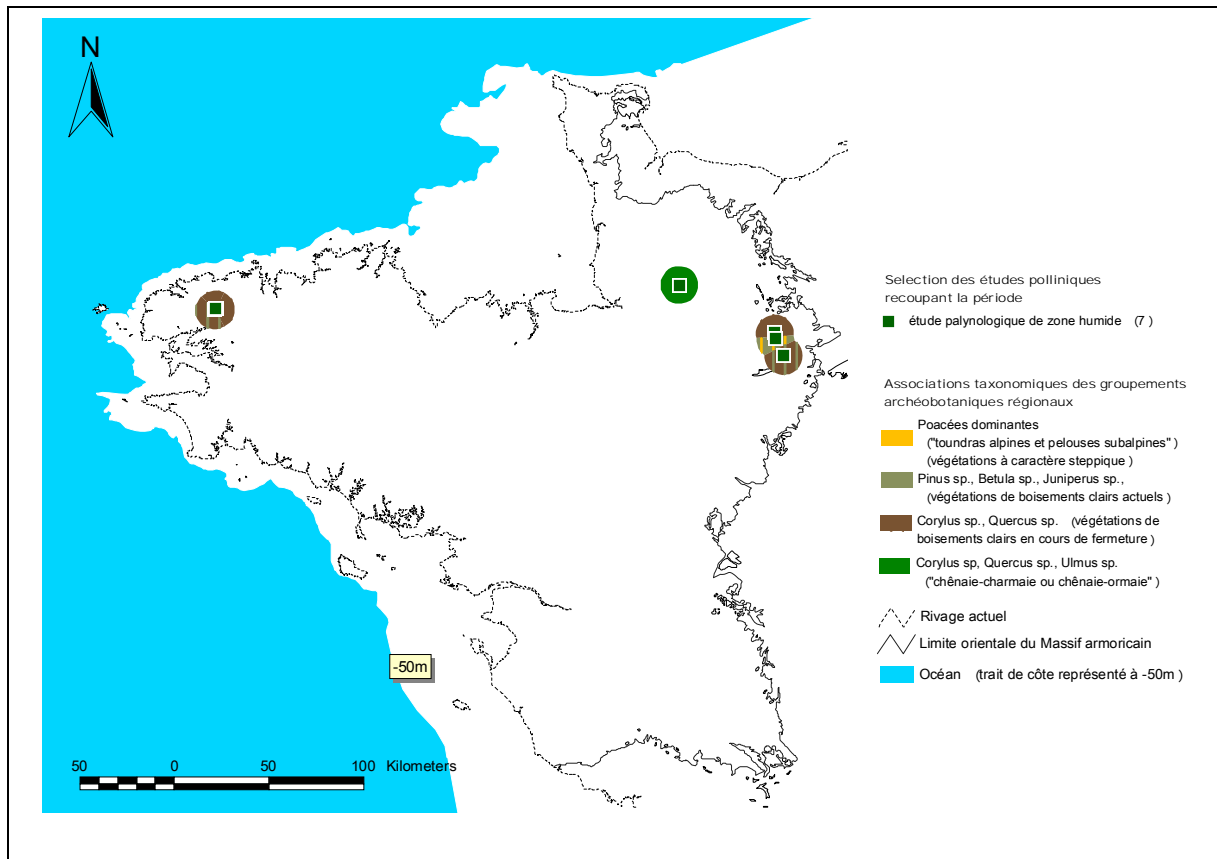 N
Selection des études polliniques
recoupant la période
étude palynologique de zone humide (7 )
Associations taxonomiques des groupements
archéobotaniques régionaux
Poacées dominantes
("toundras alpines et pelouses subalpines" )
(végétations à caractère steppique )
Pinus sp., Betula sp., Juniperus sp.,
(végétations de boisements clairs actuels )
Corylus sp., Quercus sp. (végétations de
boisements clairs en cours de fermeture )
Corylus sp, Quercus sp., Ulmus sp.
("chênaie-charmaie ou chênaie-ormaie" )
Rivage actuel
Limite orientale du Massif armoricain
Océan (trait de côte représenté à -50m )
-50m
50 0 50 100 Kilometers